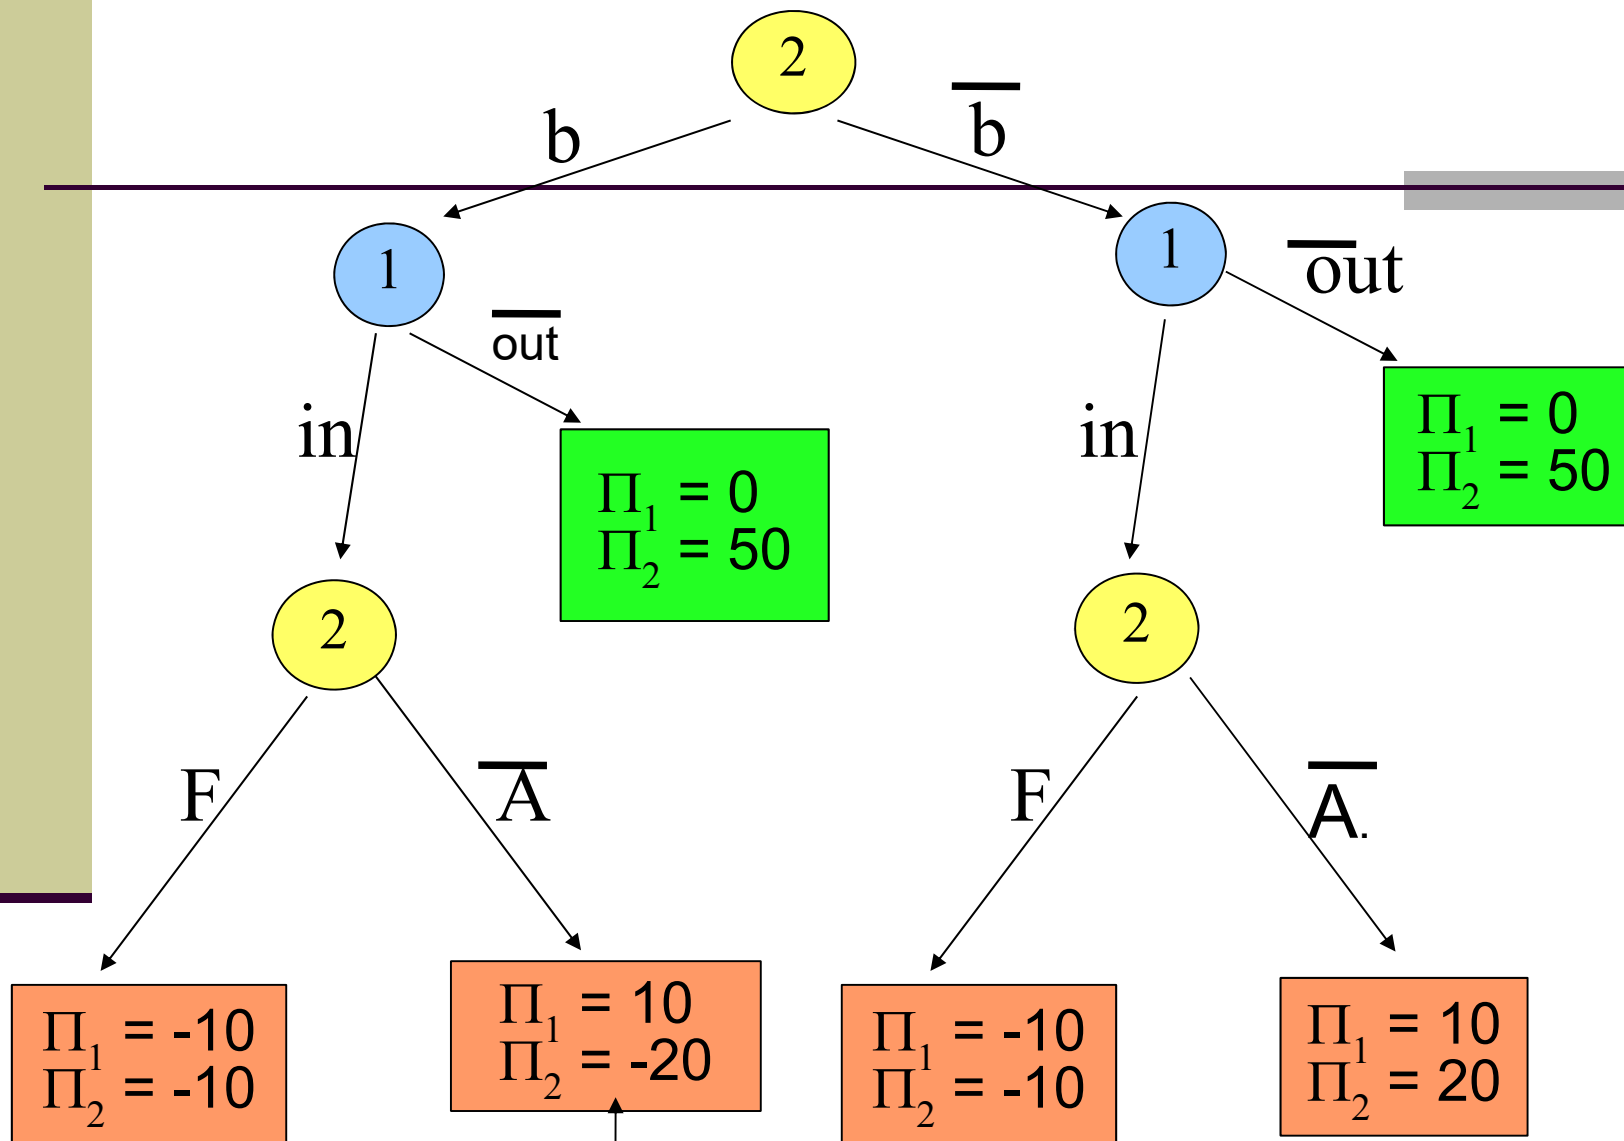 2
b
b̅
1
1
out
out
in
in
Π1 = 0
Π2 = 50
Π1 = 0
Π2 = 50
2
2
F
A
F
A.
Π1 = -10
Π2 = -10
Π1 = 10
Π2 = -20
Π1 = -10
Π2 = -10
Π1 = 10
Π2 = 20